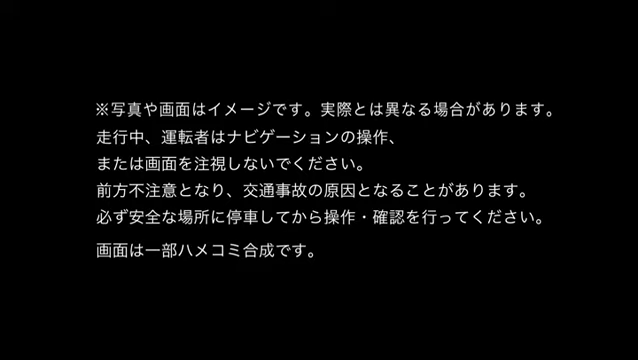 ※写真や画面はイメージです。実際とは異なる場合があります。
走行中、運転者はナビゲーションの操作、
または画面を注視しないでください。
前方不注意となり、交通事故の原因となることがあります。
必ず安全な場所に停車してから操作・確認を行ってください。
画面は一部ハメコミ合成です。